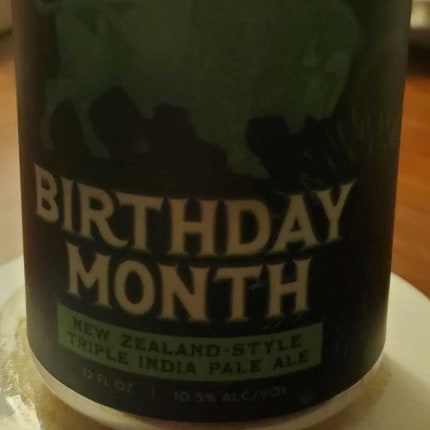 BIRTHDAY
MONTH
NEW ZEALAND-STYLE
TRIPLE INDIA PALE ALE
12 FL OZ | 10.5% ALC/VOL